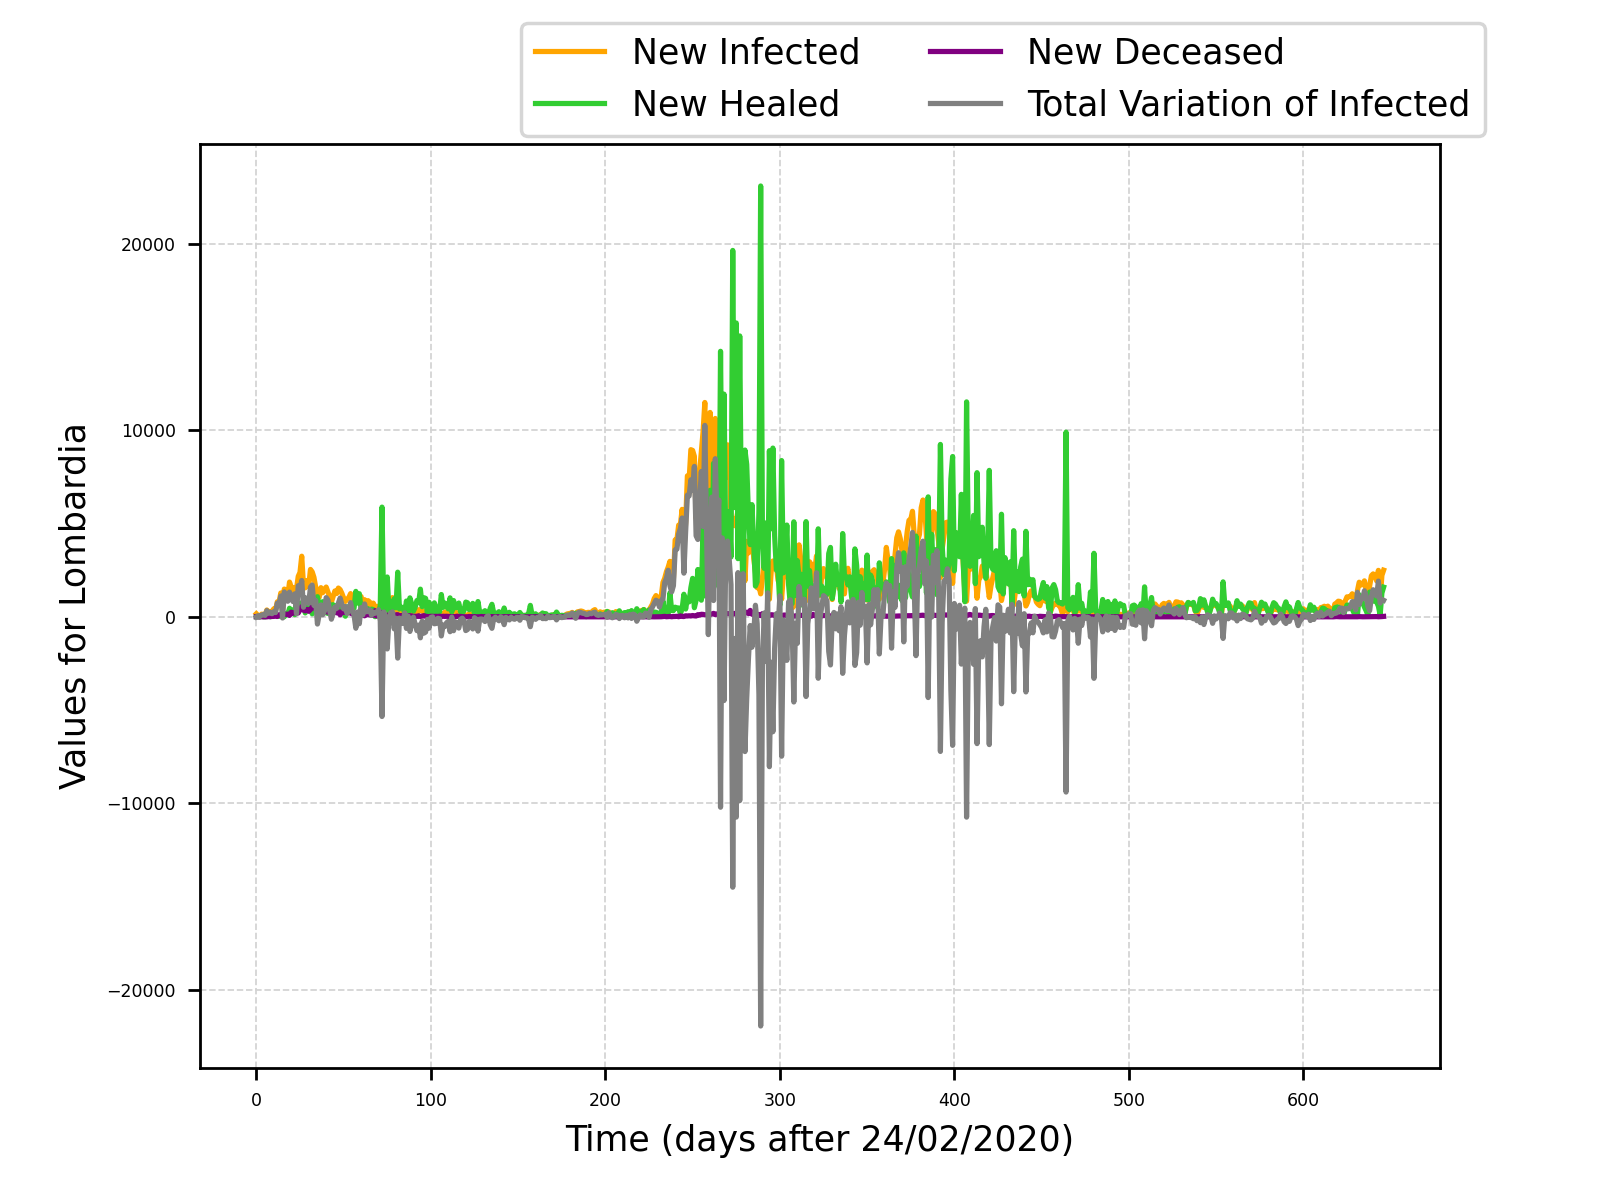 New Infected
New Healed
New Deceased
Total Variation of Infected
Values for Lombardia
20000
10000
0
−10000
−20000
0 100 200 300 400 500 600
Time (days after 24/02/2020)